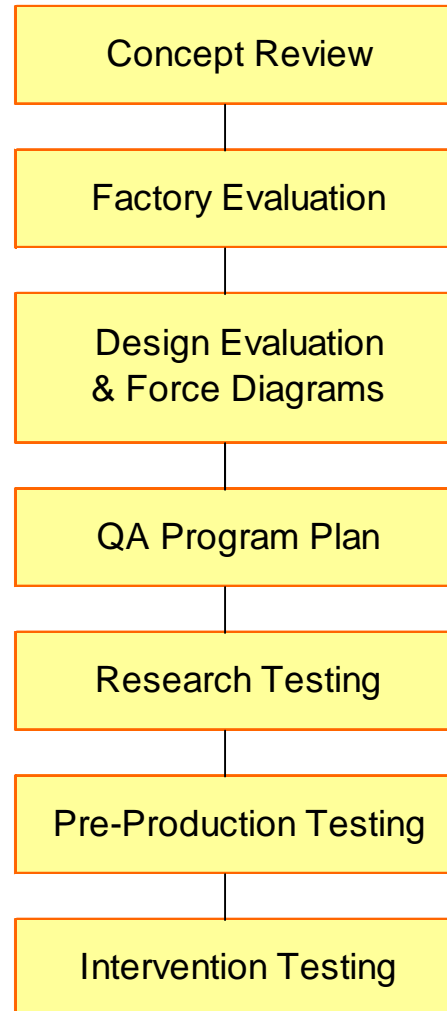 Concept Review
Factory Evaluation
Design Evaluation
& Force Diagrams
QA Program Plan
Research Testing
Pre-Production Testing
Intervention Testing